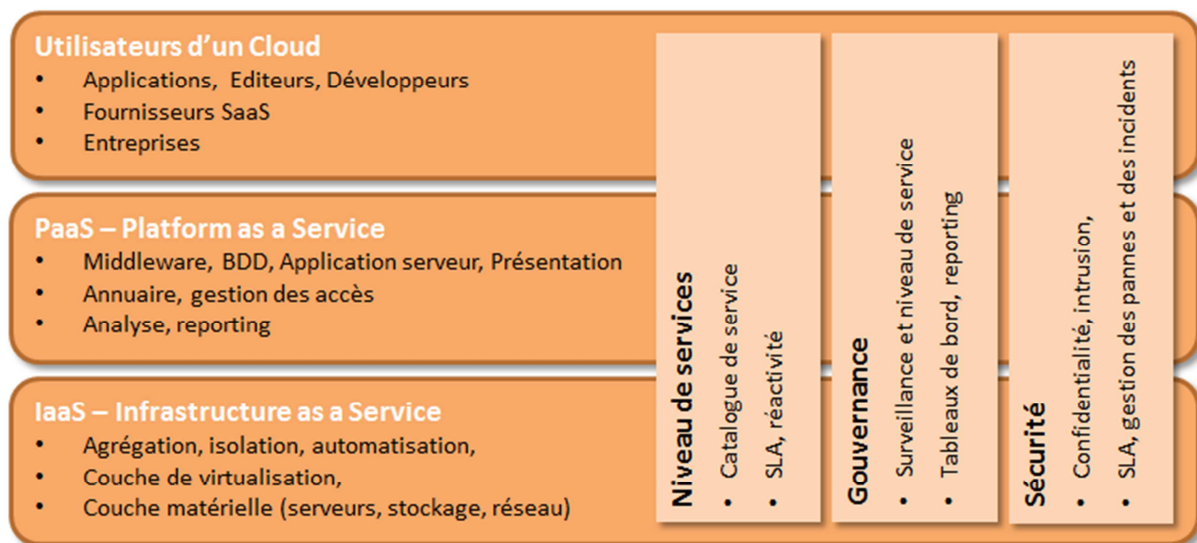 Utilisateurs d'un Cloud
• Applications, Editeurs, Développeurs
• Fournisseurs SaaS
• Entreprises
PaaS – Platform as a Service
• Middleware, BDD, Application serveur, Présentation
• Annuaire, gestion des accès
• Analyse, reporting
IaaS – Infrastructure as a Service
• Agrégation, isolation, automatisation,
• Couche de virtualisation,
• Couche matérielle (serveurs, stockage, réseau)
Niveau de services
• Catalogue de service
• SLA, réactivité
Gouvernance
• Surveillance et niveau de service
• Tableaux de bord, reporting
Sécurité
• Confidentialité, intrusion,
• SLA, gestion des pannes et des incidents